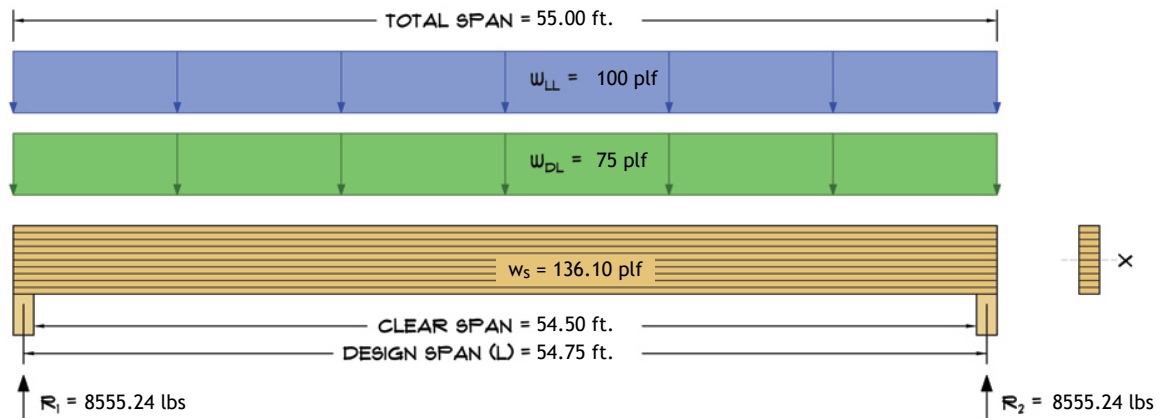 TOTAL SPAN = 55.00 ft.
WLL = 100 plf
WDL = 75 plf
ws = 136.10 plf
X
CLEAR SPAN = 54.50 ft.
DESIGN SPAN (L) = 54.75 ft.
R1 = 8555.24 lbs
R2 = 8555.24 lbs